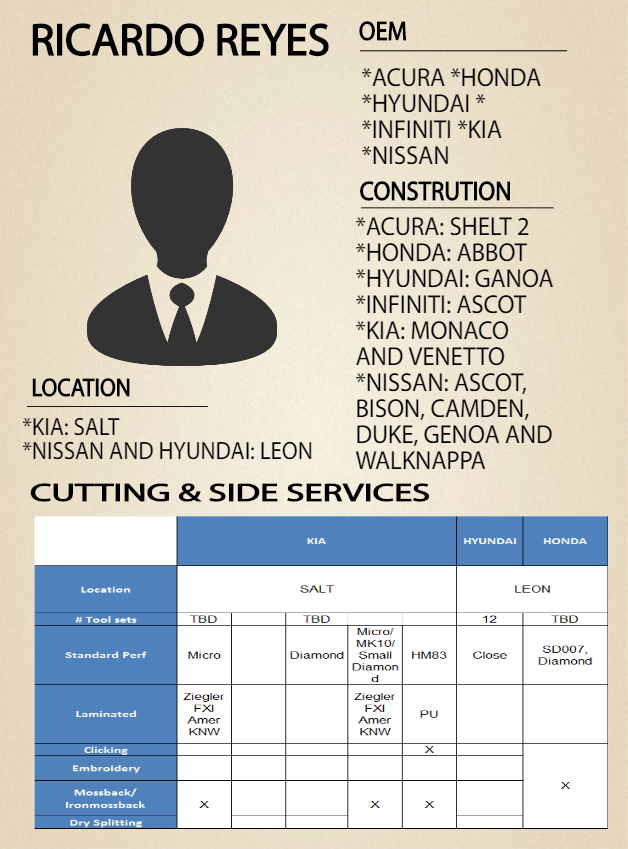 RICARDO REYES
OEM
*ACURA *HONDA
*HYUNDAI *
*INFINITI *KIA
*NISSAN
CONSTRUTION
*ACURA: SHELT 2
*HONDA: ABBOT
*HYUNDAI: GANOA
*INFINITI: ASCOT
*KIA: MONACO
AND VENETTO
*NISSAN: ASCOT,
BISON, CAMDEN,
DUKE, GENOA AND
WALKNAPPA
LOCATION
*KIA: SALT
*NISSAN AND HYUNDAI: LEON
CUTTING & SIDE SERVICES
KIA HYUNDAI HONDA
Location SALT LEON
# Tool sets TBD TBD 12 TBD
Standard Perf Micro Diamond Micro/ MK10/ Small Diamon d HM83 Close SD007, Diamond
Laminated Ziegler FXI Amer KNW Ziegler FXI Amer KNW PU
Clicking X
Embroidery
X
Mossback/ Ironmossback X X X
Dry Splitting